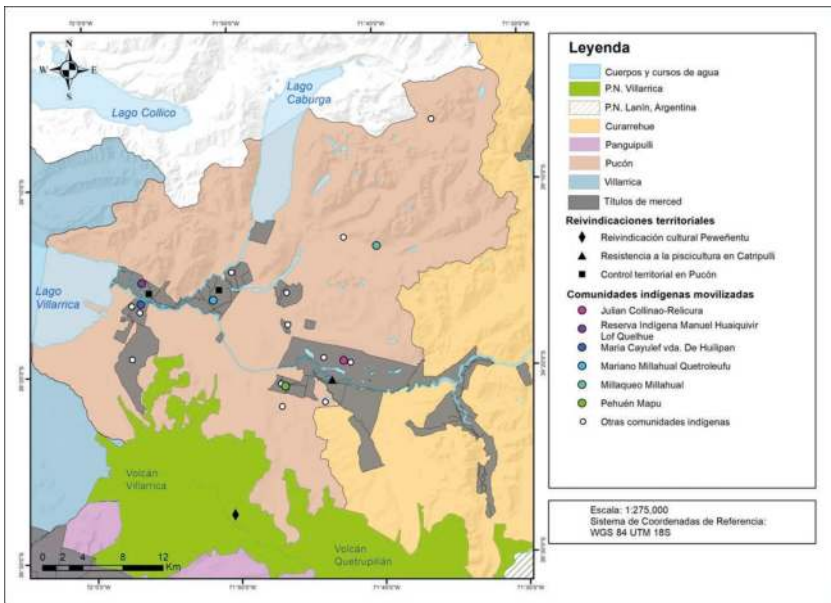 N
W E
S
Lago Collico
Lago
Caburga
Lago
Villarrica
Volcán
Villarrica
Volcán
Quetrupillán
0 2 4 8 12
Km
Leyenda
Cuerpos y cursos de agua
P.N. Villarrica
P.N. Lanín, Argentina
Curarrehue
Panguipulli
Pucón
Villarrica
Títulos de merced
Reivindicaciones territoriales
Reivindicación cultural Peweñentu
Resistencia a la piscicultura en Catripulli
Control territorial en Pucón
Comunidades indígenas movilizadas
Julian Collinao-Relicura
Reserva Indígena Manuel Huaiquivir
Lof Quelhue
Maria Cayulef vda. De Huilipan
Mariano Millahual Quetroleufu
Millaqueo Millahual
Pehuén Mapu
Otras comunidades indígenas
Escala: 1:275,000
Sistema de Coordenadas de Referencia:
WGS 84 UTM 18S